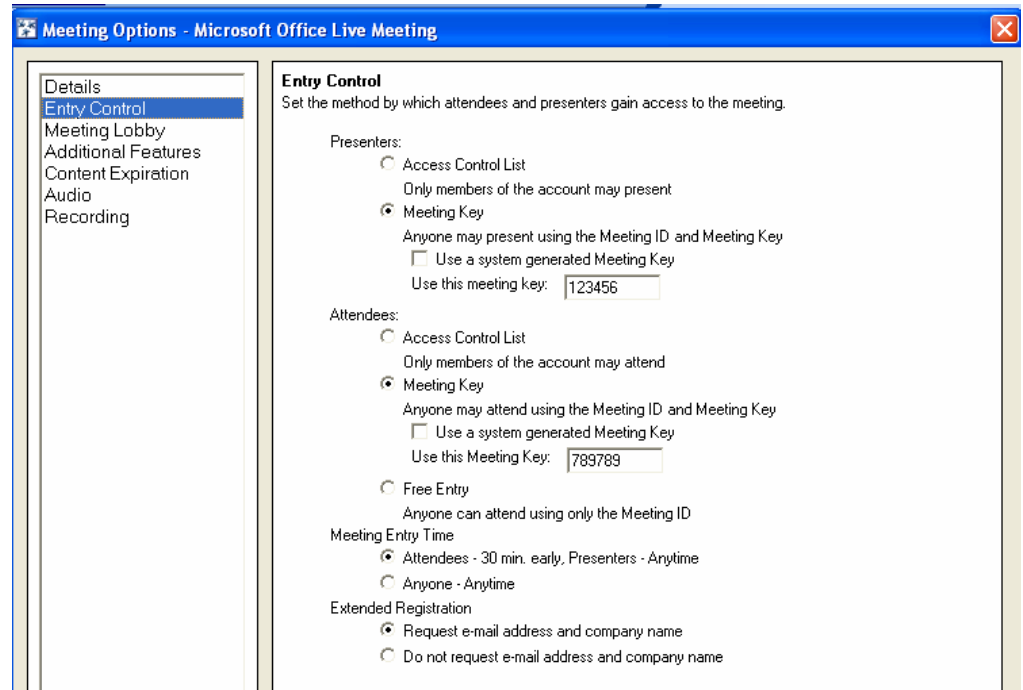 Meeting Options - Microsoft Office Live Meeting
Details
Entry Control
Meeting Lobby
Additional Features
Content Expiration
Audio
Recording
Entry Control
Set the method by which attendees and presenters gain access to the meeting.
Presenters:
Access Control List
Only members of the account may present
Meeting Key
Anyone may present using the Meeting ID and Meeting Key
Use a system generated Meeting Key
Use this meeting key: 123456
Attendees:
Access Control List
Only members of the account may attend
Meeting Key
Anyone may attend using the Meeting ID and Meeting Key
Use a system generated Meeting Key
Use this Meeting Key: 789789
Free Entry
Anyone can attend using only the Meeting ID
Meeting Entry Time
Attendees - 30 min. early, Presenters - Anytime
Anyone - Anytime
Extended Registration
Request e-mail address and company name
Do not request e-mail address and company name